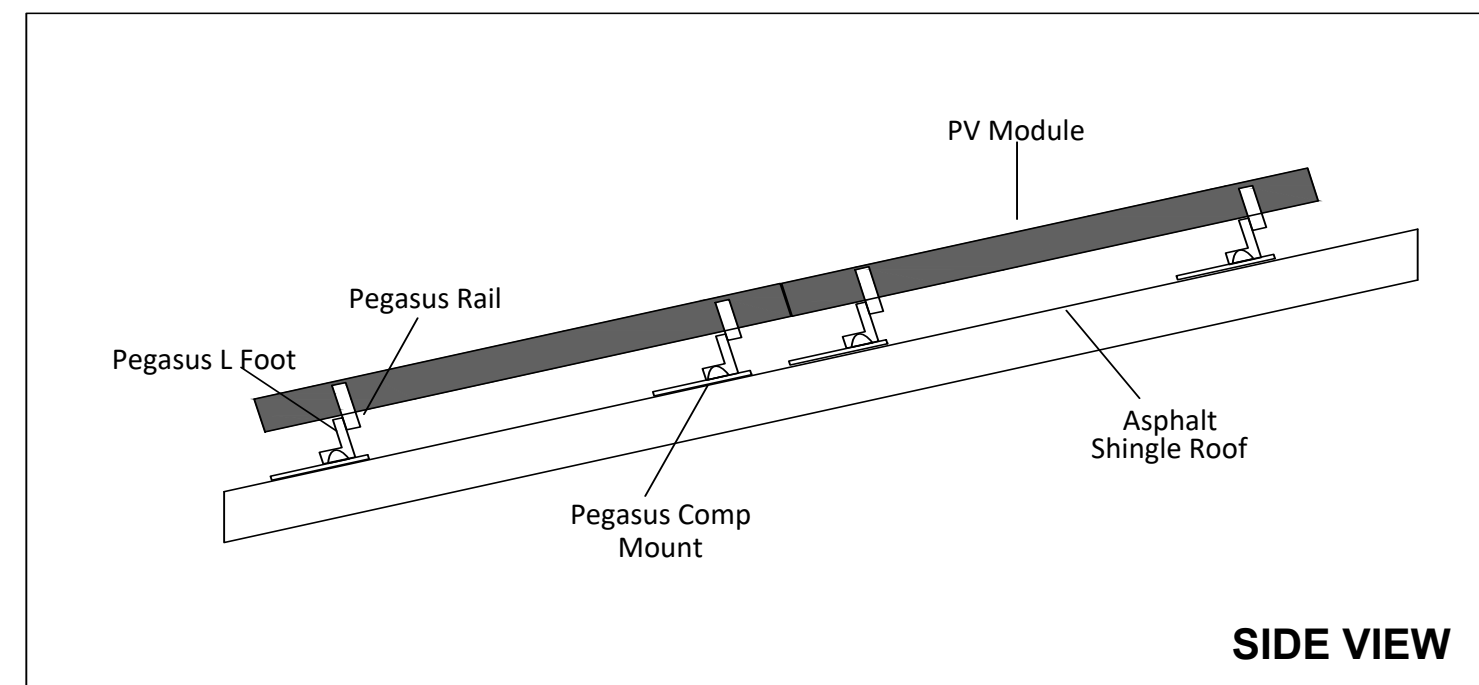 PV Module
Pegasus Rail
Pegasus L Foot
Asphalt
Shingle Roof
Pegasus Comp
Mount
SIDE VIEW